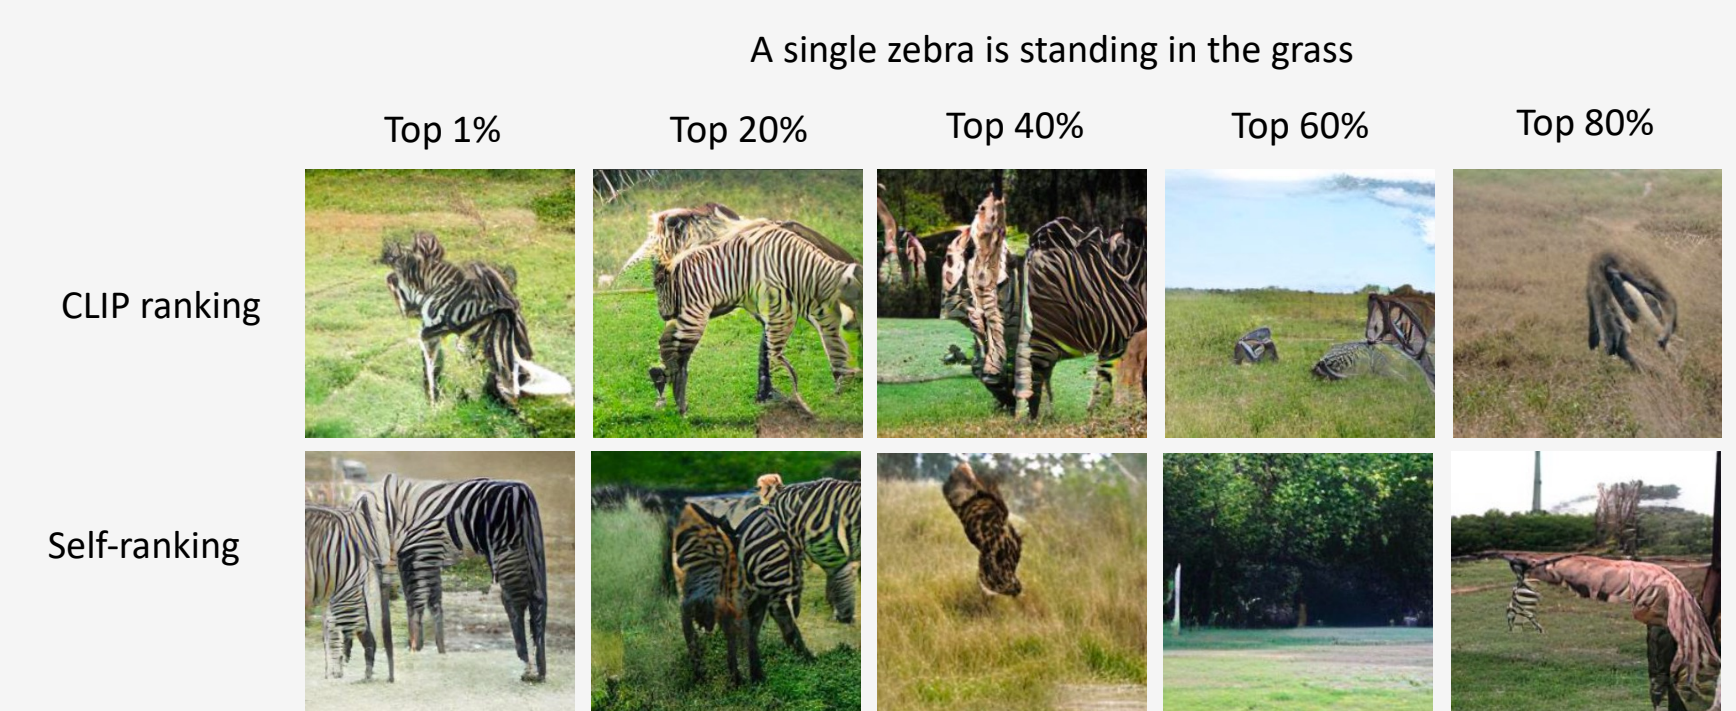 A single zebra is standing in the grass
Top 1%
Top 20%
Top 40%
Top 60%
Top 80%
CLIP ranking
Self-ranking